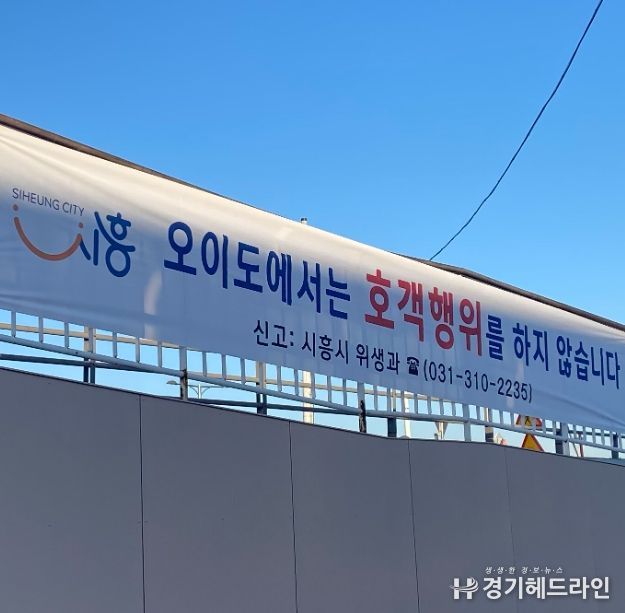 SIHEUNG CITY
시흥
오이도에서는 호객행위를 하지 않습니다
신고: 시흥시 위생과 ☎(031-310-2235)
생·생·한 경·보·뉴·스
경기헤드라인